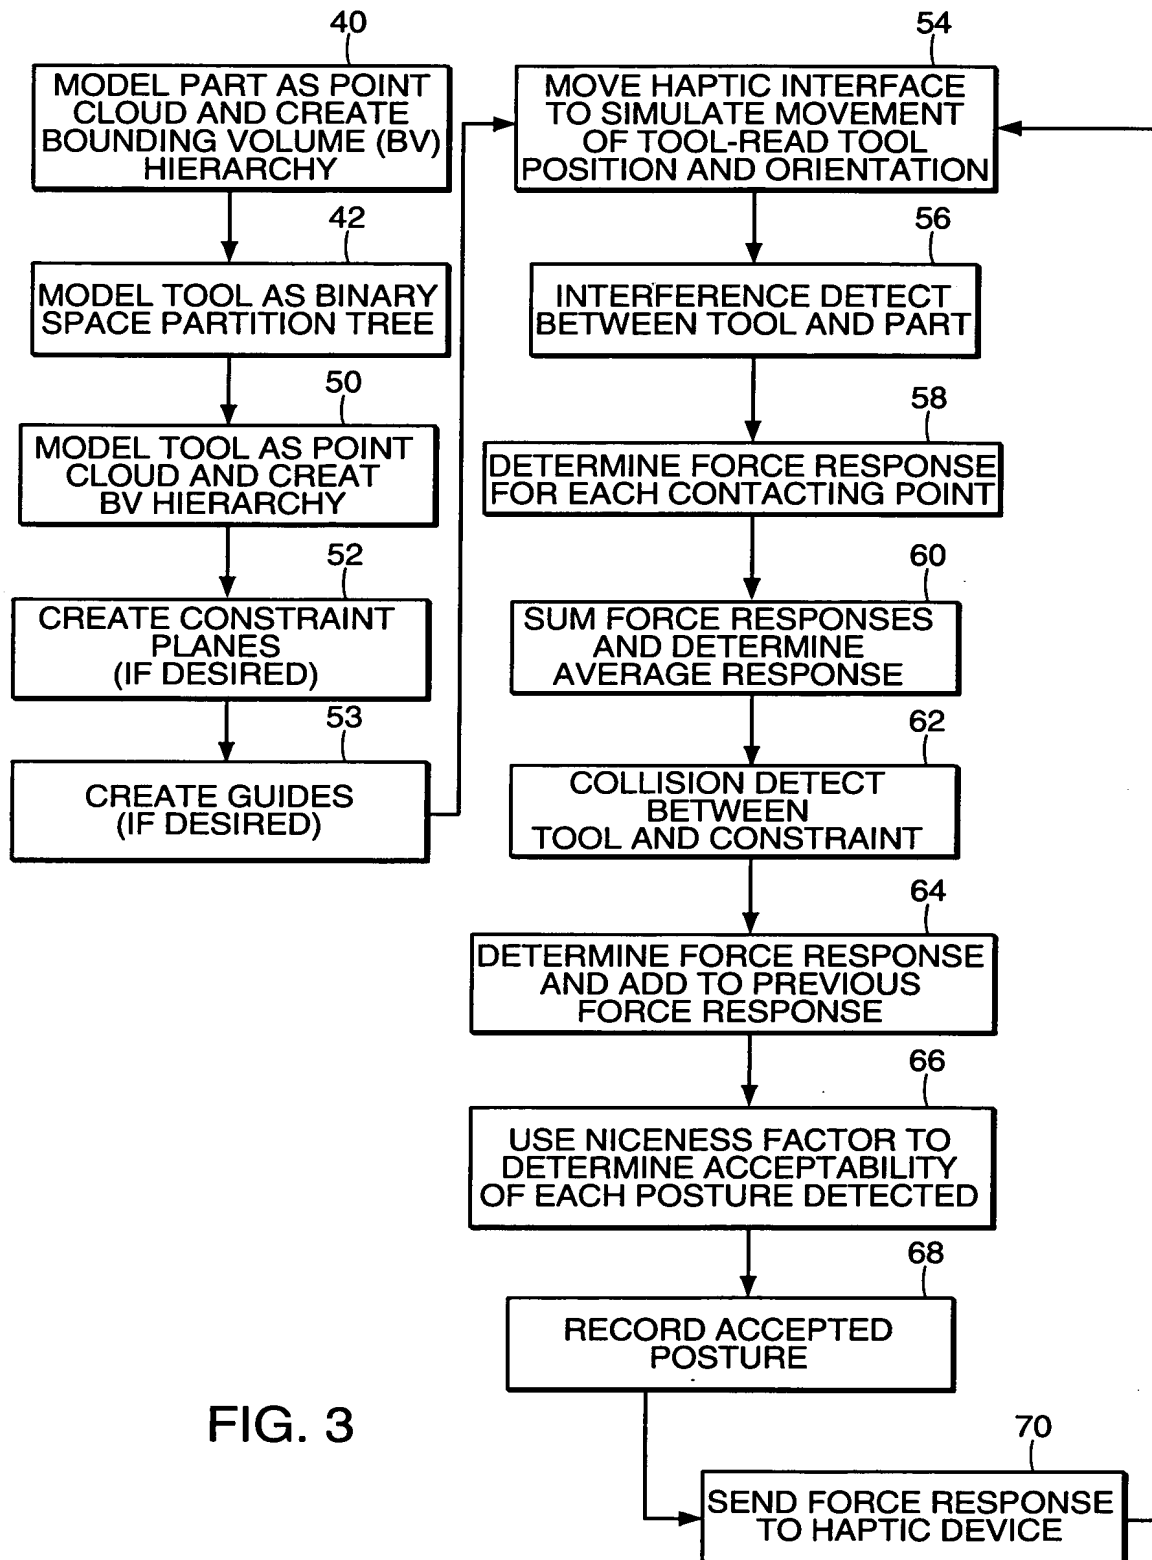 40
MODEL PART AS POINT
CLOUD AND CREATE
BOUNDING VOLUME (BV)
HIERARCHY
42
MODEL TOOL AS BINARY
SPACE PARTITION TREE
50
MODEL TOOL AS POINT
CLOUD AND CREAT
BV HIERARCHY
52
CREATE CONSTRAINT
PLANES
(IF DESIRED)
53
CREATE GUIDES
(IF DESIRED)
54
MOVE HAPTIC INTERFACE
TO SIMULATE MOVEMENT
OF TOOL-READ TOOL
POSITION AND ORIENTATION
56
INTERFERENCE DETECT
BETWEEN TOOL AND PART
58
DETERMINE FORCE RESPONSE
FOR EACH CONTACTING POINT
60
SUM FORCE RESPONSES
AND DETERMINE
AVERAGE RESPONSE
62
COLLISION DETECT
BETWEEN
TOOL AND CONSTRAINT
64
DETERMINE FORCE RESPONSE
AND ADD TO PREVIOUS
FORCE RESPONSE
66
USE NICENESS FACTOR TO
DETERMINE ACCEPTABILITY
OF EACH POSTURE DETECTED
68
RECORD ACCEPTED
POSTURE
70
SEND FORCE RESPONSE
TO HAPTIC DEVICE
FIG. 3